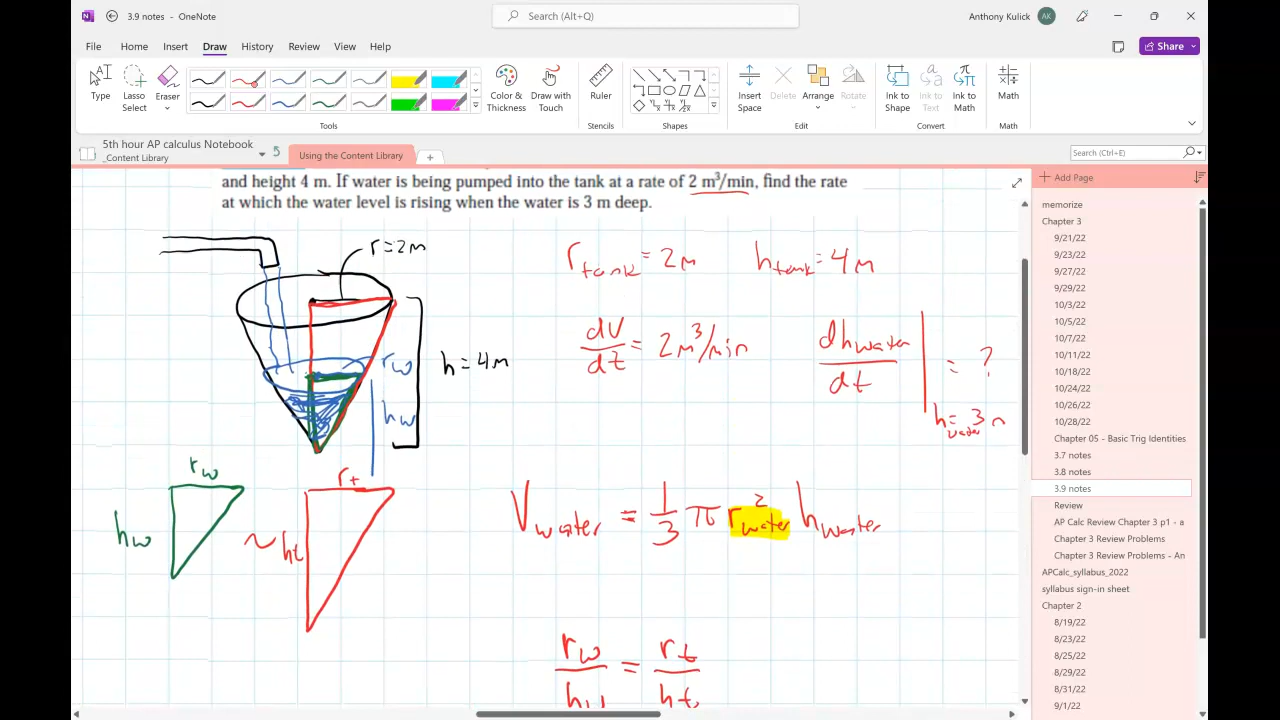 3.9 notes - OneNote
Search (Alt+Q)
Anthony Kulick
AK
File Home Insert Draw History Review View Help
Share
Type
Lasso Select
Eraser
Color & Thickness
Draw with Touch
Ruler
Shapes
Insert Space
Delete
Arrange
Rotate
Ink to Shape
Ink to Text
Ink to Math
Math
Tools Stencils Shapes Edit Convert Math
5th hour AP calculus Notebook
_Content Library
Using the Content Library
Search (Ctrl+E)
and height 4 m. If water is being pumped into the tank at a rate of 2 m³/min, find the rate
at which the water level is rising when the water is 3 m deep.
r=2m
h=4m
rw
hw
rw
hw
~
rt
ht
r tank = 2m h tank = 4m
dV/dt = 2m³/min
dh water/dt | h water = 3 m = ?
V water = 1/3 π r water² h water
rw/hw = rt/ht
Add Page
memorize
Chapter 3
9/21/22
9/23/22
9/27/22
9/29/22
10/3/22
10/5/22
10/7/22
10/11/22
10/18/22
10/24/22
10/26/22
10/28/22
Chapter 05 - Basic Trig Identities,
3.7 notes
3.8 notes
3.9 notes
Review
AP Calc Review Chapter 3 p1 - a
Chapter 3 Review Problems
Chapter 3 Review Problems - An
APCalc_syllabus_2022
syllabus sign-in sheet
Chapter 2
8/19/22
8/23/22
8/25/22
8/29/22
8/31/22
9/1/22